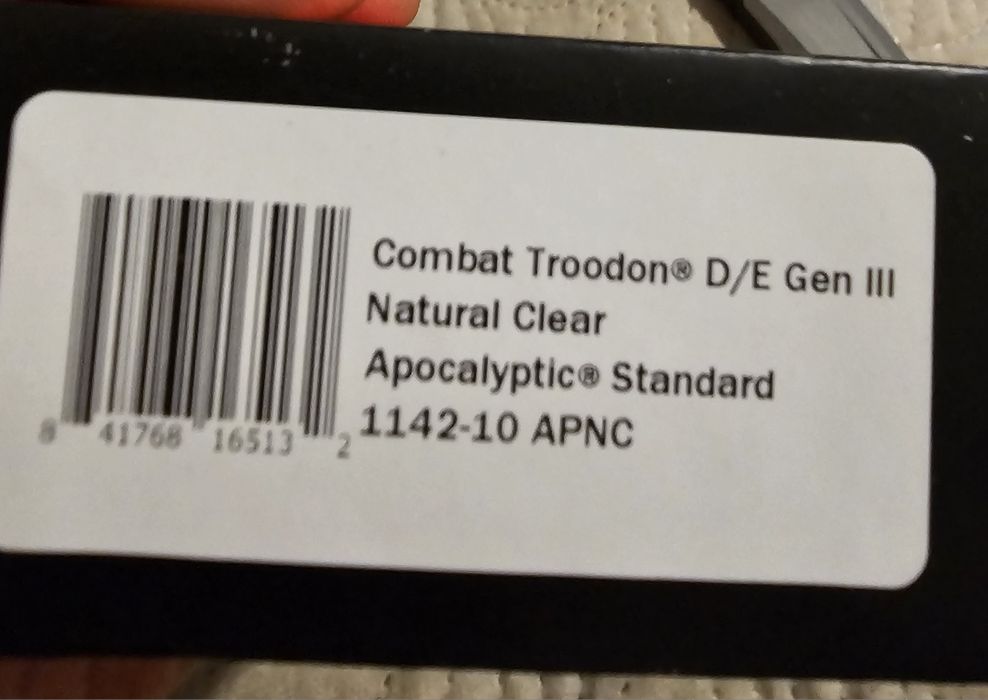 Combat Troodon® D/E Gen III
Natural Clear
Apocalyptic® Standard
1142-10 APNC
8 41768 16513 2